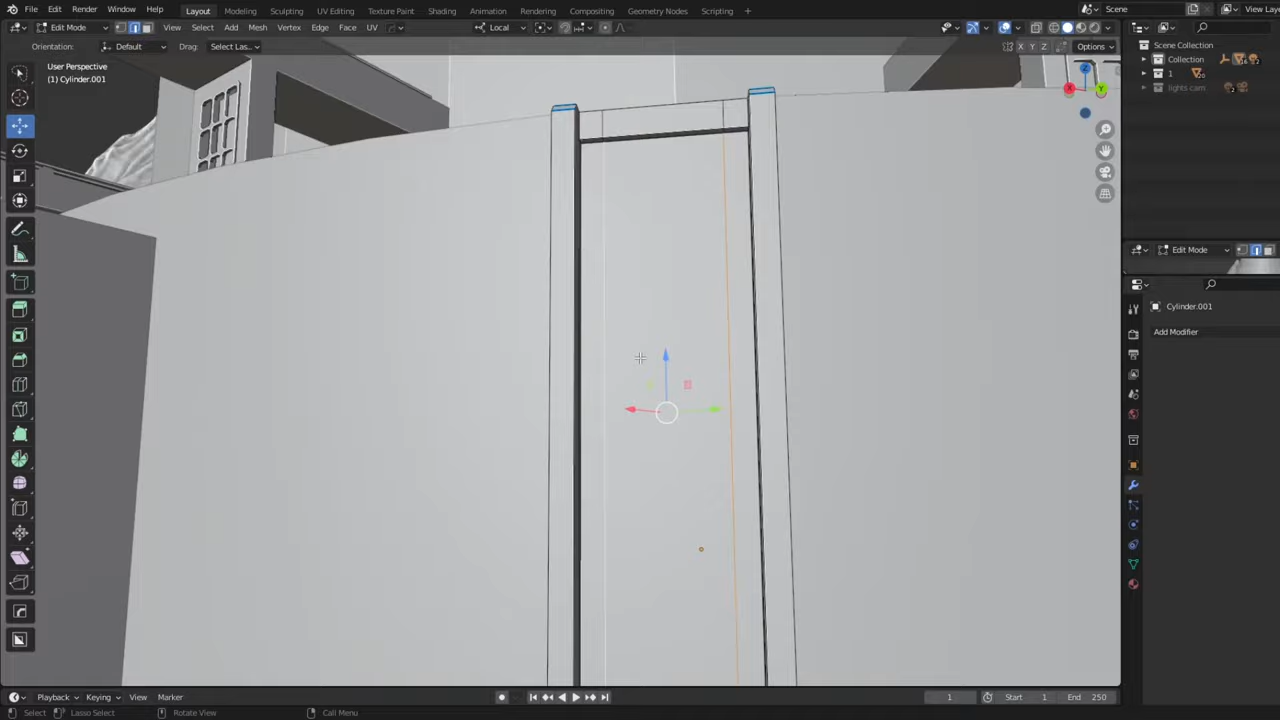 File Edit Render Window Help Layout Modeling Sculpting UV Editing Texture Paint Shading Animation Rendering Compositing Geometry Nodes Scripting + Scene View Laye
Edit Mode View Select Add Mesh Vertex Edge Face UV Local
Orientation: Default Drag: Select Las... X Y Z Options
Scene Collection
User Perspective
(1) Cylinder.001
Collection
1
lights cam
Z
X
Y
Edit Mode
Cylinder.001
Add Modifier
Playback Keying View Marker 1 Start 1 End 250
Select Lasso Select Rotate View Call Menu